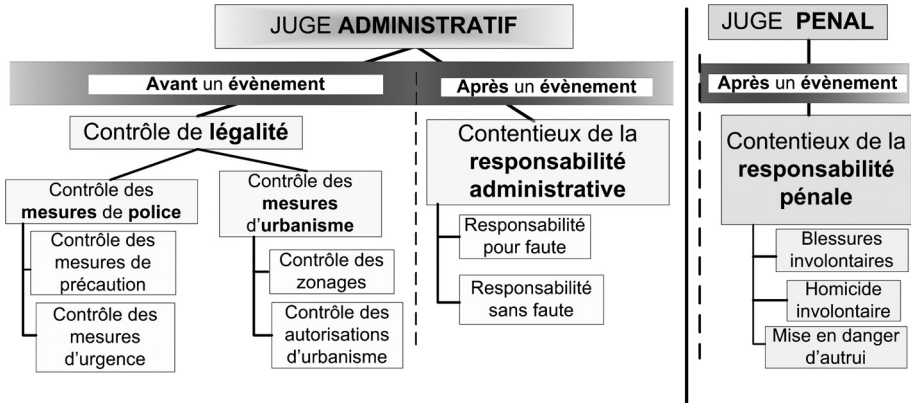 JUGE ADMINISTRATIF
Avant un évènement
Après un évènement
Contrôle de légalité
Contrôle des
mesures de police
Contrôle des
mesures de
précaution
Contrôle des
mesures
d'urgence
Contrôle des
mesures
d'urbanisme
Contrôle des
zonages
Contrôle des
autorisations
d'urbanisme
Contentieux de la
responsabilité
administrative
Responsabilité
pour faute
Responsabilité
sans faute
JUGE PENAL
Après un évènement
Contentieux de la
responsabilité
pénale
Blessures
involontaires
Homicide
involontaire
Mise en danger
d'autrui